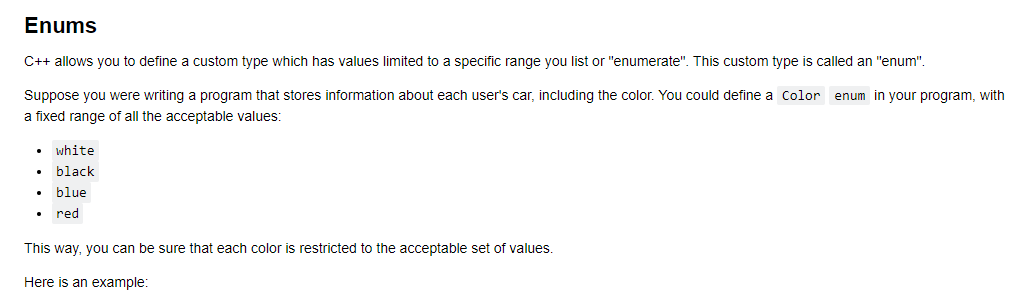 Enums
C++ allows you to define a custom type which has values limited to a specific range you list or "enumerate". This custom type is called an "enum".
Suppose you were writing a program that stores information about each user's car, including the color. You could define a Color enum in your program, with
a fixed range of all the acceptable values:
• white
• black
• blue
• red
This way, you can be sure that each color is restricted to the acceptable set of values.
Here is an example: